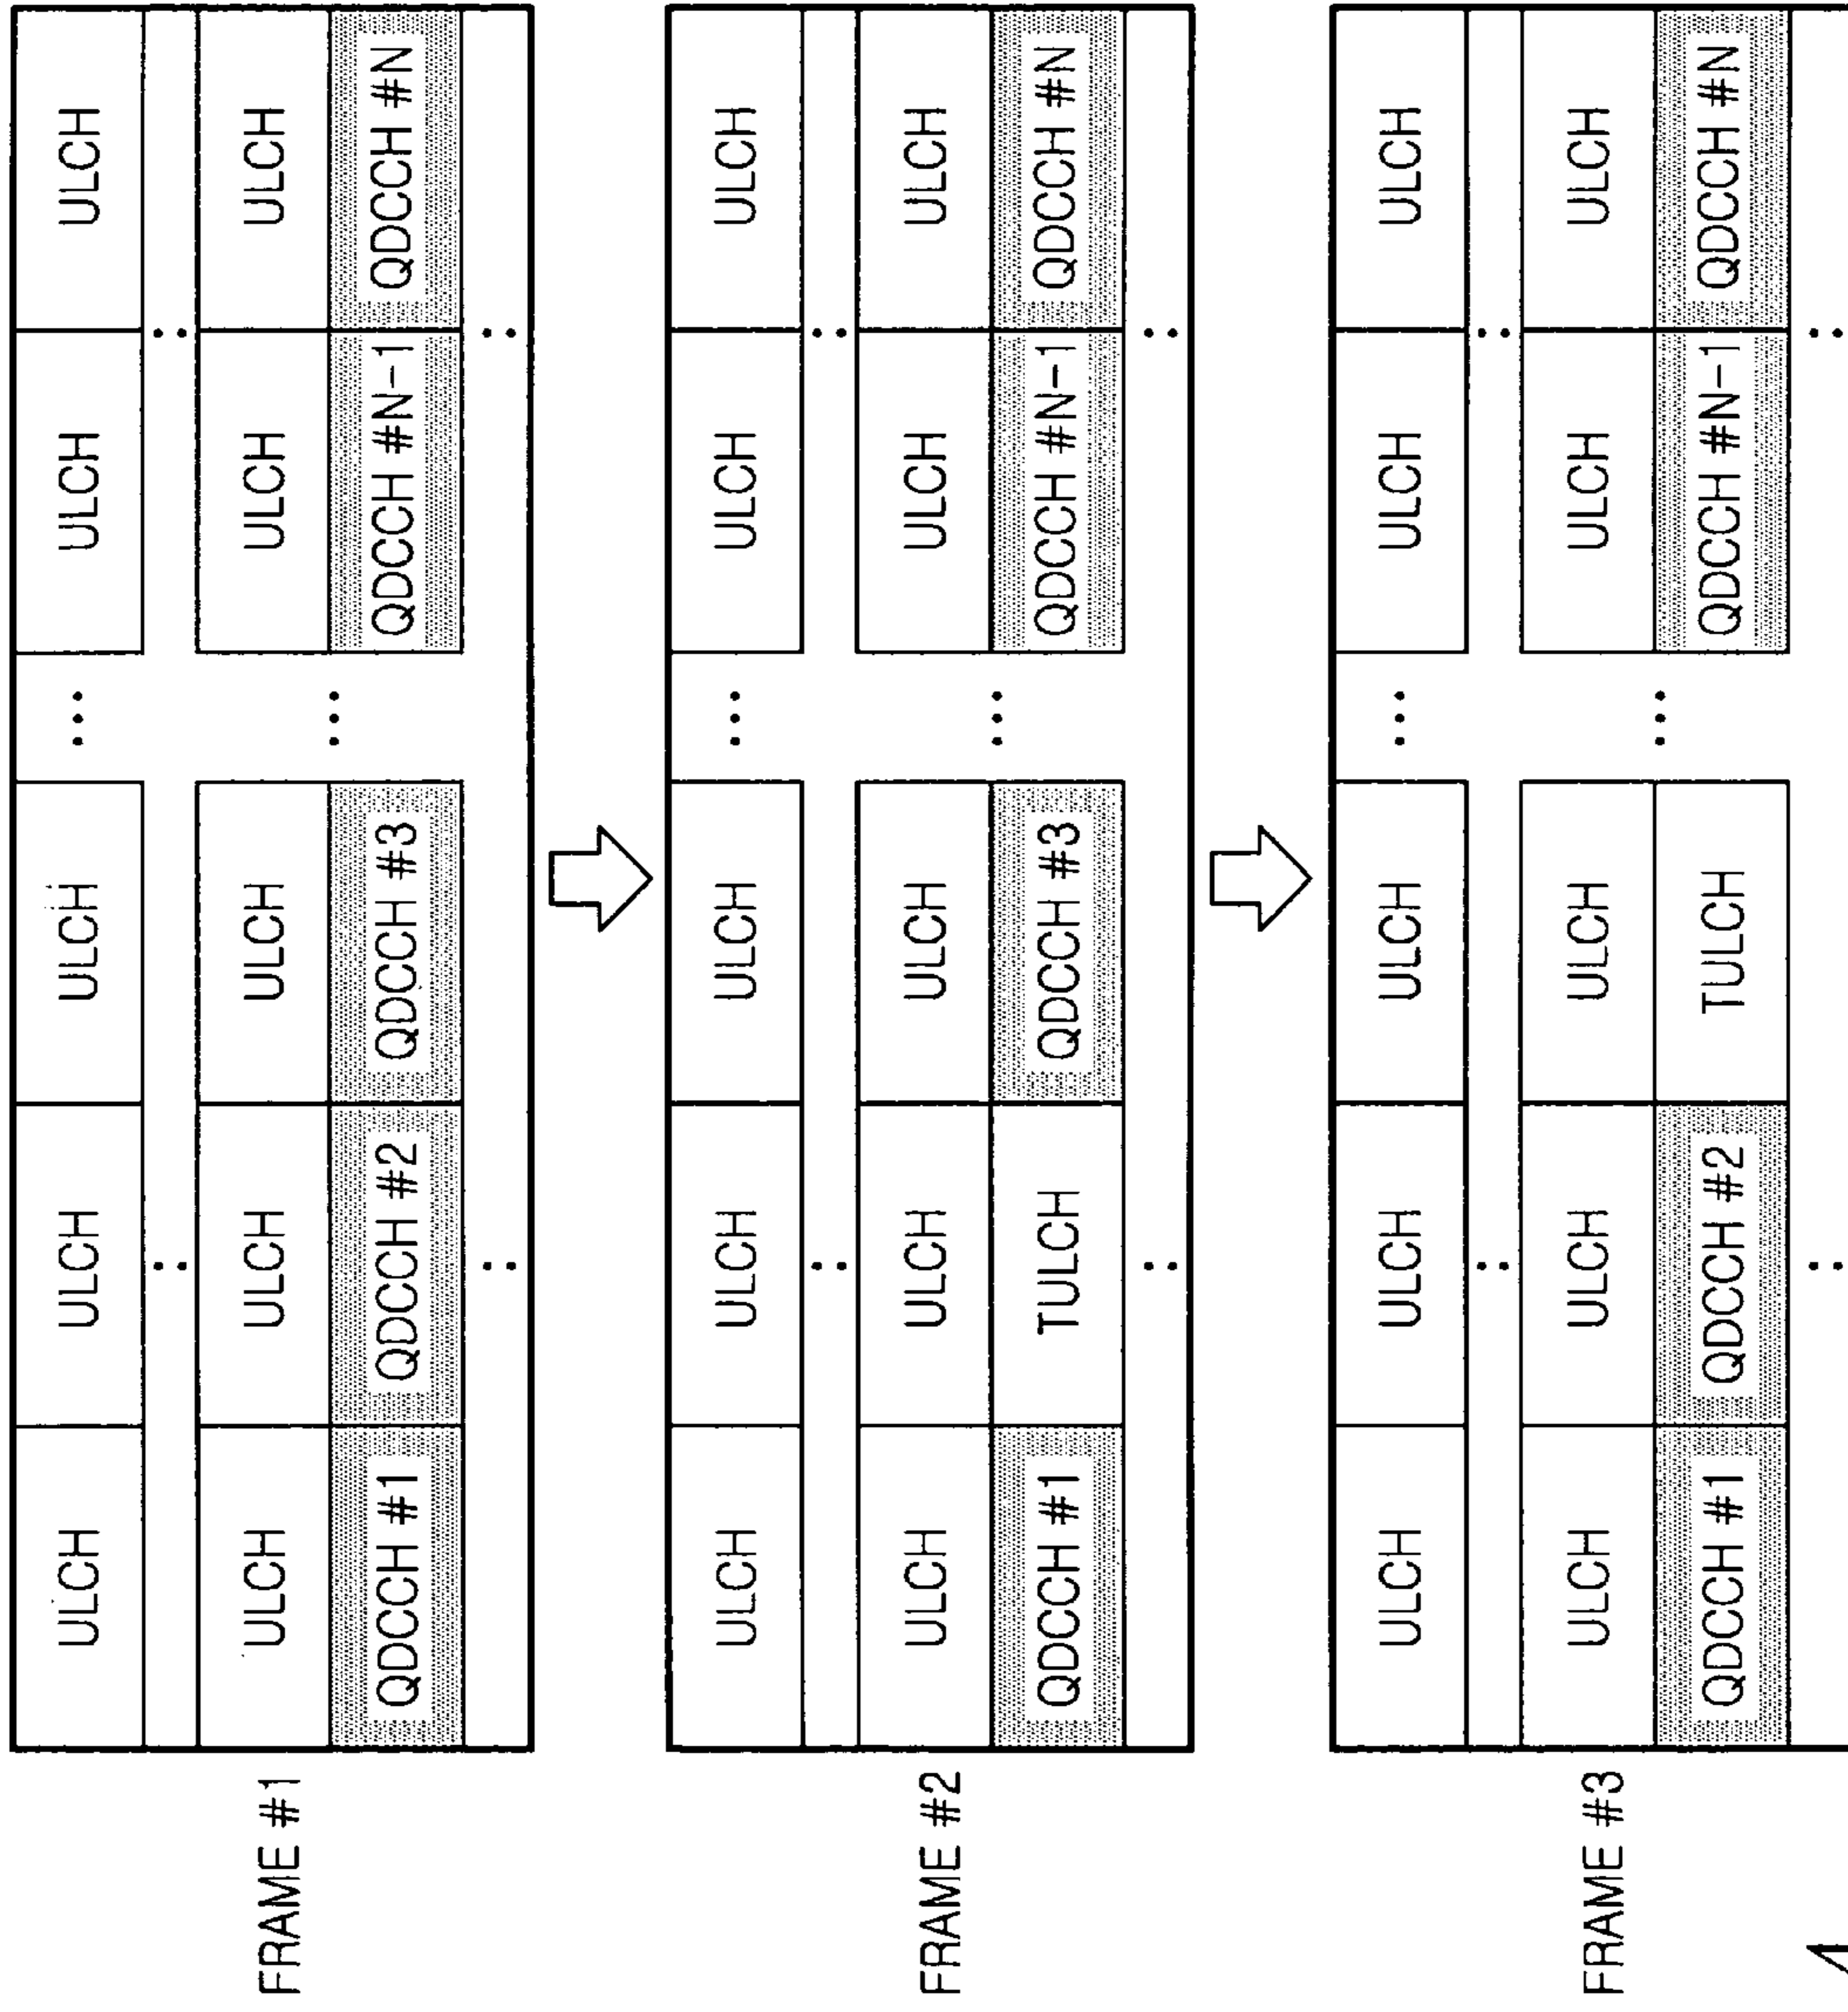 ULCH ULCH ULCH ... ULCH ULCH
FRAME #1 ULCH ULCH ULCH ... ULCH ULCH
QDCCH #1 QDCCH #2 QDCCH #3 QDCCH #N-1 QDCCH #N
ULCH ULCH ULCH ... ULCH ULCH
FRAME #2 ULCH ULCH ULCH ... ULCH ULCH
QDCCH #1 TULCH QDCCH #3 QDCCH #N-1 QDCCH #N
ULCH ULCH ULCH ... ULCH ULCH
FRAME #3 ULCH ULCH ULCH ... ULCH ULCH
QDCCH #1 QDCCH #2 TULCH QDCCH #N-1 QDCCH #N